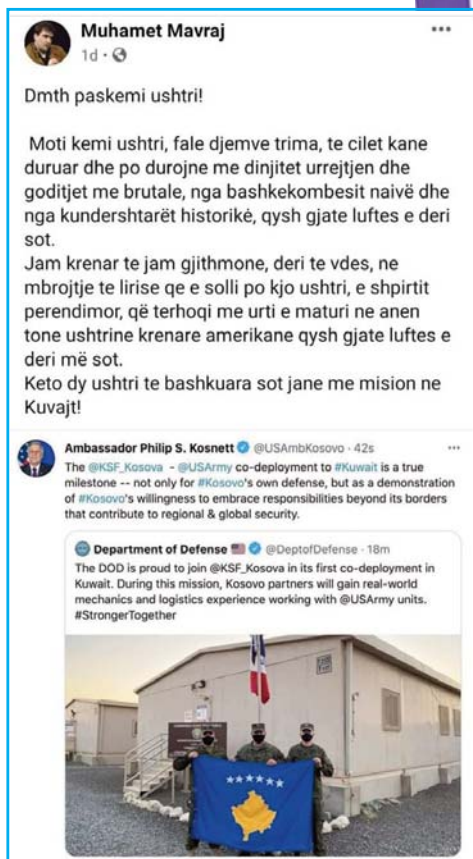 Muhamet Mavraj
1d ·
Dmth paskemi ushtri!
Moti kemi ushtri, fale djemve trima, te cilet kane
duruar dhe po durojne me dinjitet urrejtjen dhe
goditjet me brutale, nga bashkekombesit naivë dhe
nga kundershtarët historikė, qysh gjate luftes e deri
sot.
Jam krenar te jam gjithmone, deri te vdes, ne
mbrojtje te lirise qe e solli po kjo ushtri, e shpirtit
perendimor, që terhoqi me urti e maturi ne anen
tone ushtrine krenare amerikane qysh gjate luftes e
deri më sot.
Keto dy ushtri te bashkuara sot jane me mision ne
Kuvajt!
Ambassador Philip S. Kosnett @USAmbKosovo · 42s
The @KSF_Kosova - @USArmy co-deployment to #Kuwait is a true
milestone -- not only for #Kosovo's own defense, but as a demonstration
of #Kosovo's willingness to embrace responsibilities beyond its borders
that contribute to regional & global security.
Department of Defense @DeptofDefense · 18m
The DOD is proud to join @KSF_Kosova in its first co-deployment in
Kuwait. During this mission, Kosovo partners will gain real-world
mechanics and logistics experience working with @USArmy units.
#StrongerTogether